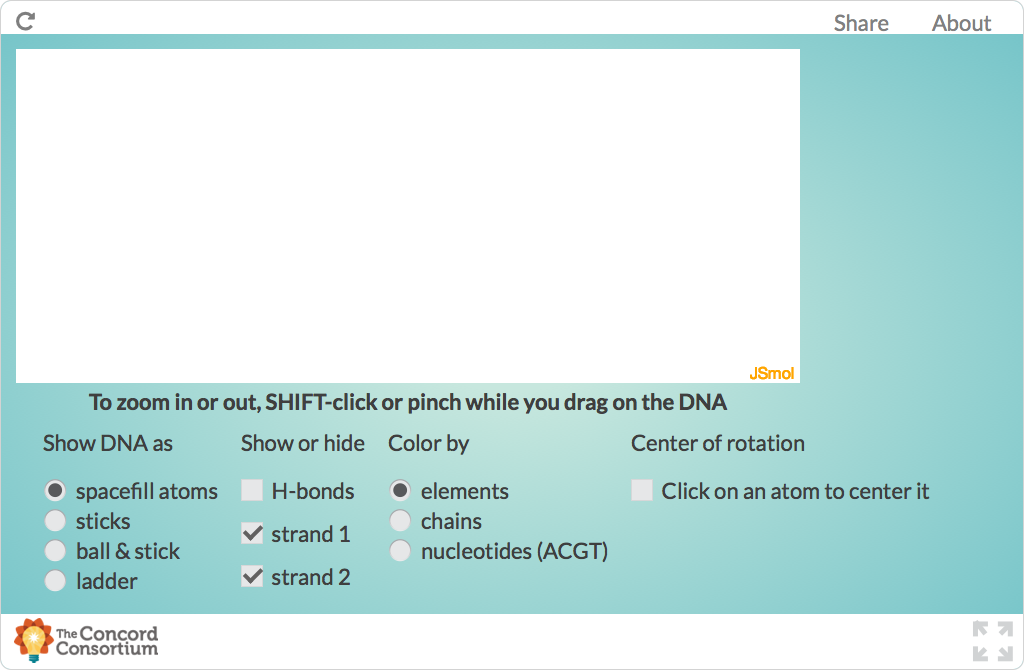 Share About
JSmol
To zoom in or out, SHIFT-click or pinch while you drag on the DNA
Show DNA as
spacefill atoms
sticks
ball & stick
ladder
Show or hide
H-bonds
strand 1
strand 2
Color by
elements
chains
nucleotides (ACGT)
Center of rotation
Click on an atom to center it
The Concord
Consortium